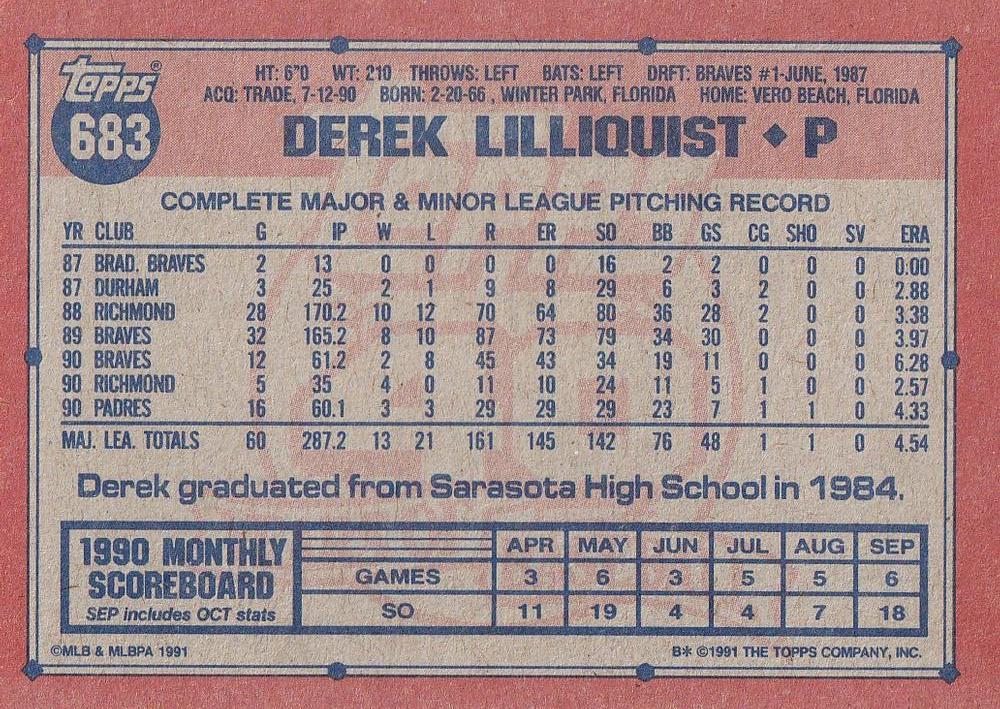 topps®
683
HT: 6"0 WT: 210 THROWS: LEFT BATS: LEFT DRFT: BRAVES #1-JUNE, 1987
ACQ: TRADE, 7-12-90 BORN: 2-20-66 , WINTER PARK, FLORIDA HOME: VERO BEACH, FLORIDA
DEREK LILLIQUIST ◆ P
COMPLETE MAJOR & MINOR LEAGUE PITCHING RECORD
YR CLUB G IP W L R ER SO BB GS CG SHO SV ERA
87 BRAD. BRAVES 2 13 0 0 0 0 16 2 2 0 0 0 0:00
87 DURHAM 3 25 2 1 9 8 29 6 3 2 0 0 2.88
88 RICHMOND 28 170.2 10 12 70 64 80 36 28 2 0 0 3.38
89 BRAVES 32 165.2 8 10 87 73 79 34 30 0 0 0 3.97
90 BRAVES 12 61.2 2 8 45 43 34 19 11 0 0 0 6.28
90 RICHMOND 5 35 4 0 11 10 24 11 5 1 0 0 2.57
90 PADRES 16 60.1 3 3 29 29 29 23 7 1 1 0 4.33
MAJ. LEA. TOTALS 60 287.2 13 21 161 145 142 76 48 1 1 0 4.54
Derek graduated from Sarasota High School in 1984.
1990 MONTHLY
SCOREBOARD
SEP includes OCT stats
APR MAY JUN JUL AUG SEP
GAMES 3 6 3 5 5 6
SO 11 19 4 4 7 18
©MLB & MLBPA 1991
B* ©1991 THE TOPPS COMPANY, INC.